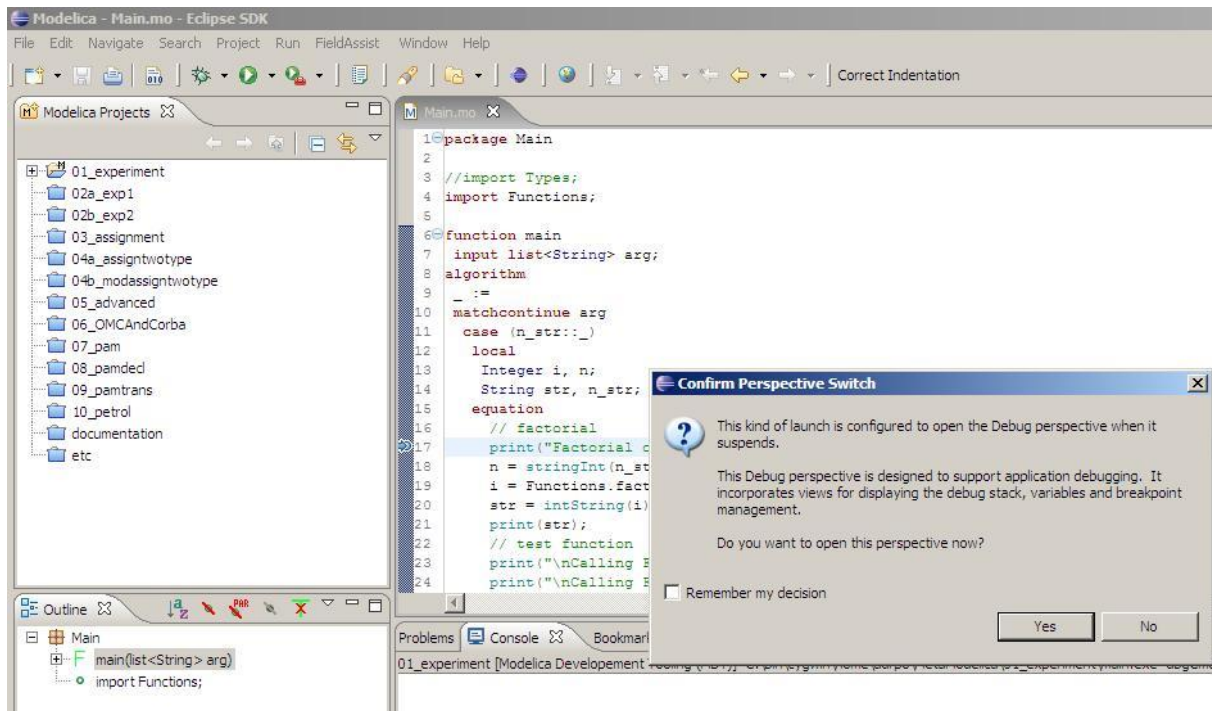 Modelica - Main.mo - Eclipse SDK
File Edit Navigate Search Project Run FieldAssist Window Help
Correct Indentation
Modelica Projects
01_experiment
02a_exp1
02b_exp2
03_assignment
04a_assigntwotype
04b_modassigntwotype
05_advanced
06_OMCAndCorba
07_pam
08_pamdecl
09_pamtrans
10_petrol
documentation
etc
Main.mo
1 package Main
2
3 //import Types;
4 import Functions;
5
6 function main
7 input list<String> arg;
8 algorithm
9 _ :=
10 matchcontinue arg
11 case (n_str::_)
12 local
13 Integer i, n;
14 String str, n_str;
15 equation
16 // factorial
17 print("Factorial
18 n = stringInt(n_st
19 i = Functions.fact
20 str = intString(i)
21 print(str);
22 // test function
23 print("\nCalling
24 print("\nCalling
Confirm Perspective Switch
This kind of launch is configured to open the Debug perspective when it
suspends.
This Debug perspective is designed to support application debugging. It
incorporates views for displaying the debug stack, variables and breakpoint
management.
Do you want to open this perspective now?
Remember my decision
Yes No
Outline
Main
main(list<String> arg)
import Functions;
Problems Console Bookmar
01_experiment [Modelica Developement